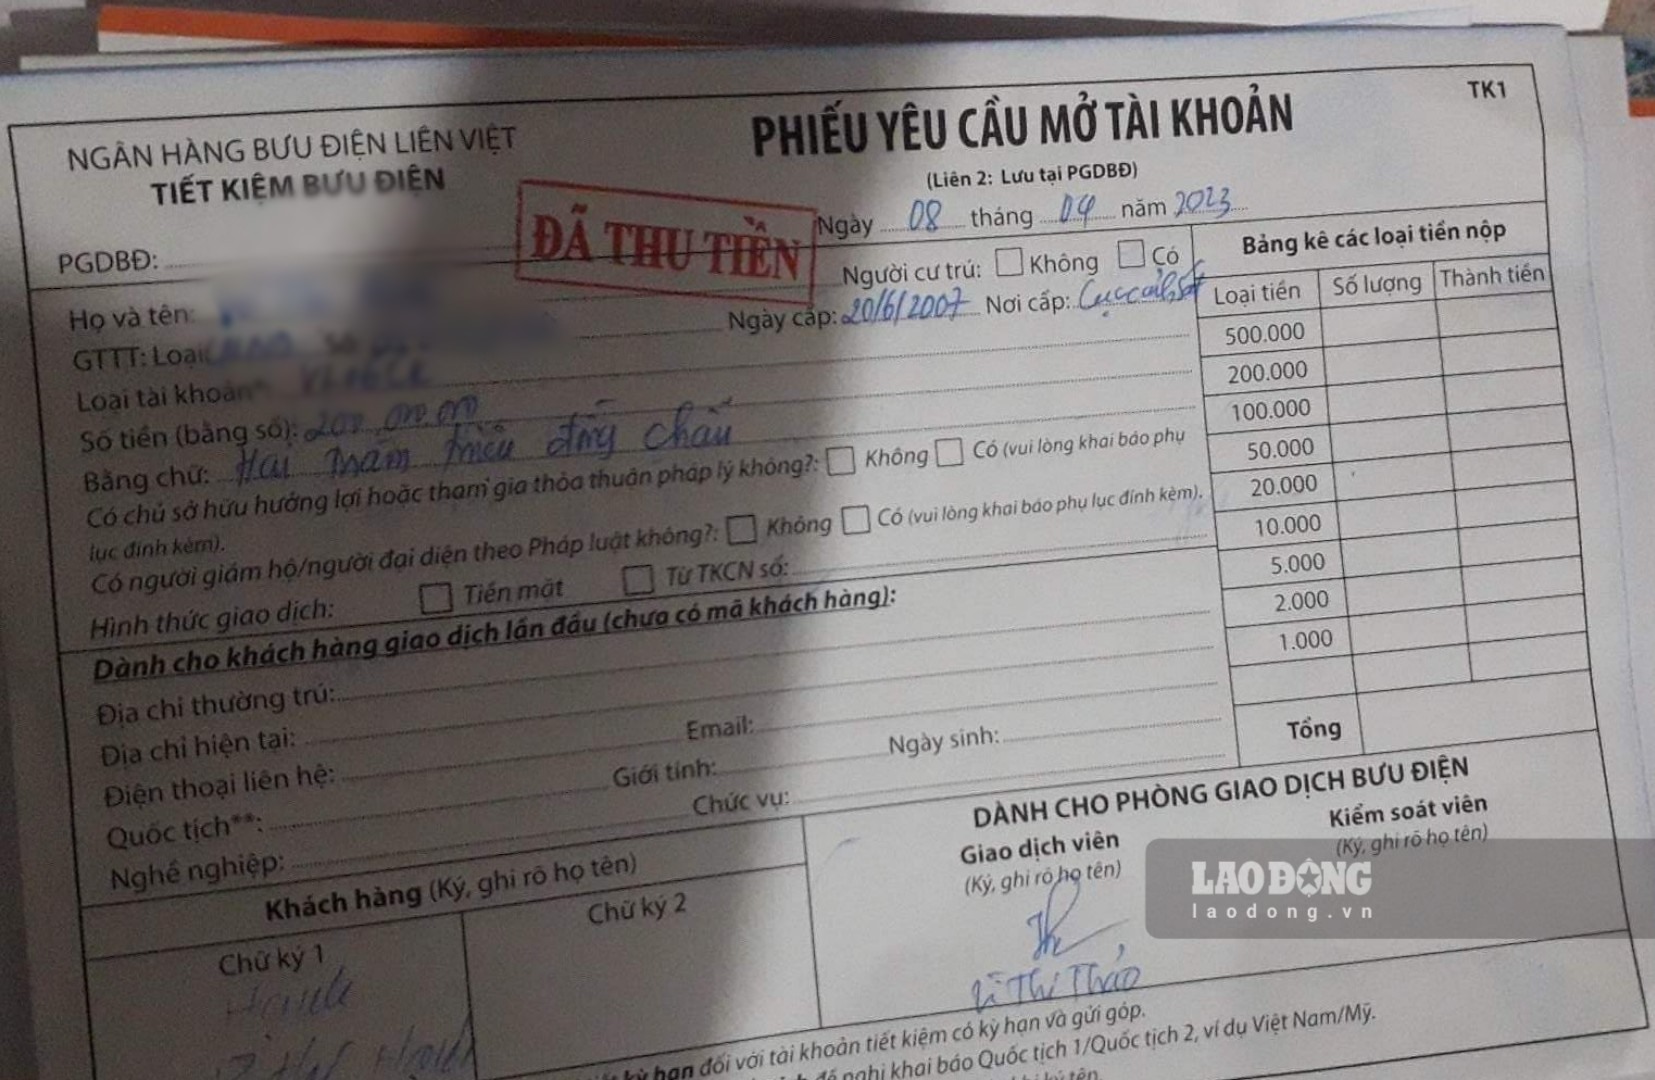 TK1
NGÂN HÀNG BƯU ĐIỆN LIÊN VIỆT
TIẾT KIỆM BƯU ĐIỆN
PHIẾU YÊU CẦU MỞ TÀI KHOẢN
(Liên 2: Lưu tại PGDBĐ)
ĐÃ THU TIỀN
Ngày 08 tháng 04 năm 2023
PGDBĐ:
Người cư trú: Không Có
Họ và tên:
Ngày cấp: 20/6/2007 Nơi cấp:
GTTT: Loại
Loại tài khoản
Số tiền (bằng số): 200.000.000
Bằng chữ: Hai trăm triệu đồng chẵn
Có chủ sở hữu hưởng lợi hoặc tham gia thỏa thuận pháp lý không?: Không Có (vui lòng khai báo phụ
lục đính kèm).
Có người giám hộ/người đại diện theo Pháp luật không?: Không Có (vui lòng khai báo phụ lục đính kèm).
Hình thức giao dịch: Tiền mặt Từ TKCN số:
Dành cho khách hàng giao dịch lần đầu (chưa có mã khách hàng):
Địa chỉ thường trú:
Địa chỉ hiện tại:
Điện thoại liên hệ: Email:
Quốc tịch**: Giới tính: Ngày sinh:
Nghề nghiệp: Chức vụ:
Bảng kê các loại tiền nộp
Loại tiền Số lượng Thành tiền
500.000
200.000
100.000
50.000
20.000
10.000
5.000
2.000
1.000
Tổng
Khách hàng (Ký, ghi rõ họ tên)
Chữ ký 1
Chữ ký 2
DÀNH CHO PHÒNG GIAO DỊCH BƯU ĐIỆN
Giao dịch viên
(Ký, ghi rõ họ tên)
Kiểm soát viên
(Ký, ghi rõ họ tên)
Thị Thảo
LAO ĐỘNG
laodong.vn
hạn đối với tài khoản tiết kiệm có kỳ hạn và gửi góp.
đề nghị khai báo Quốc tịch 1/Quốc tịch 2, ví dụ Việt Nam/Mỹ.
ký tên